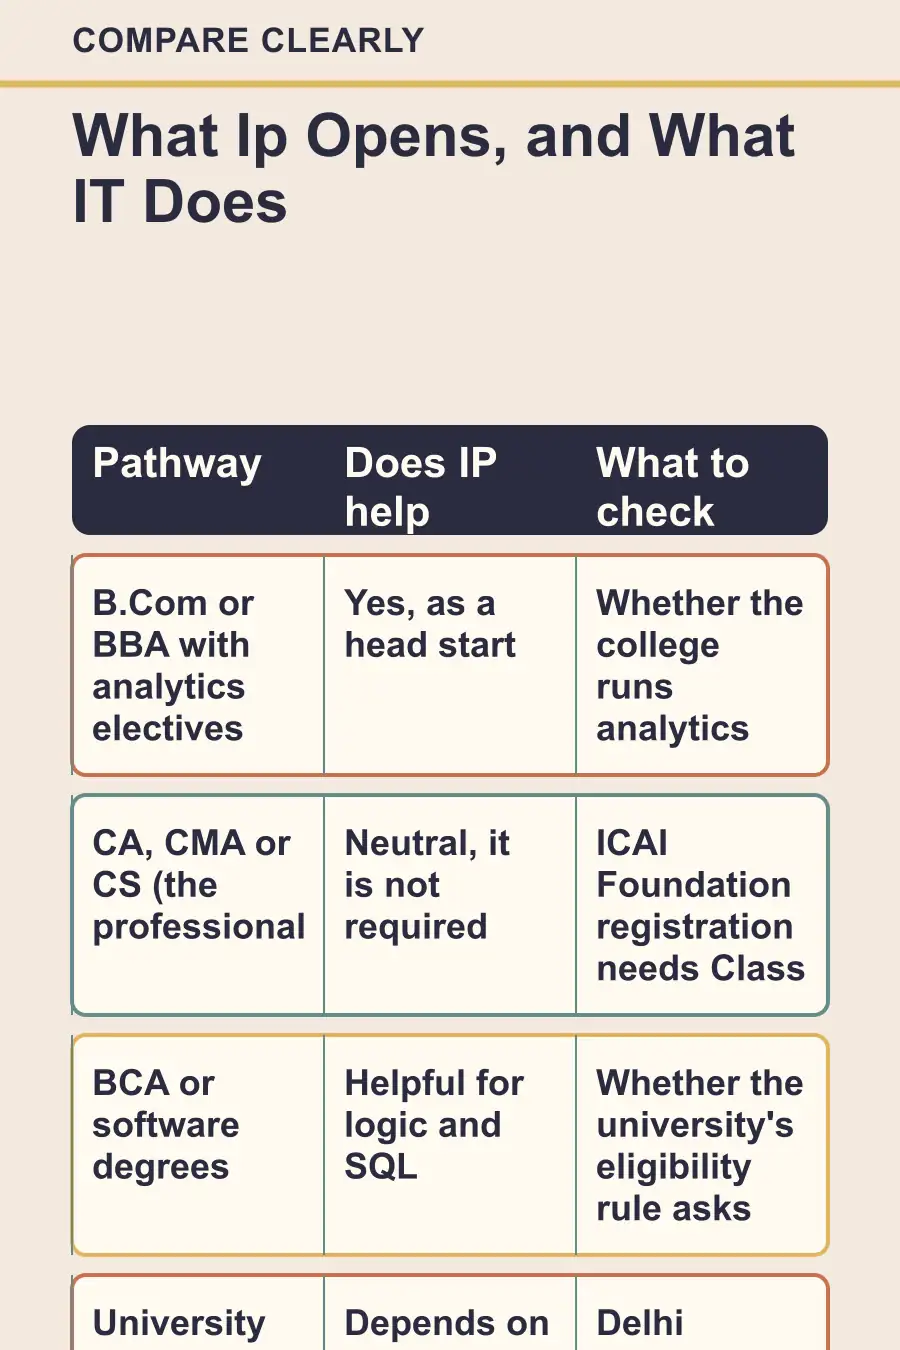 COMPARE CLEARLY
What Ip Opens, and What
IT Does
Pathway
Does IP
help
What to
check
B.Com or
BBA with
analytics
electives
Yes, as a
head start
Whether the
college
runs
analytics
CA, CMA or
CS (the
professional
Neutral, it
is not
required
ICAI
Foundation
registration
needs Class
BCA or
software
degrees
Helpful for
logic and
SQL
Whether the
university's
eligibility
rule asks
University
Depends on
Delhi